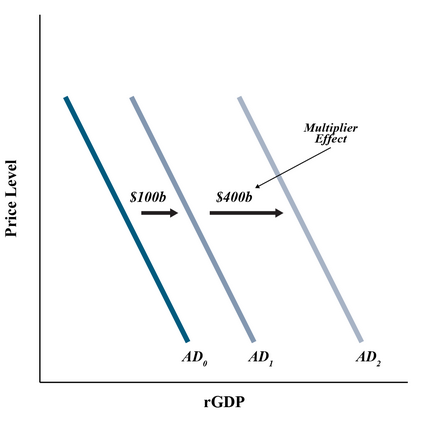 Multiplier
Effect
$100b
$400b
Price Level
AD0
AD1
AD2
rGDP